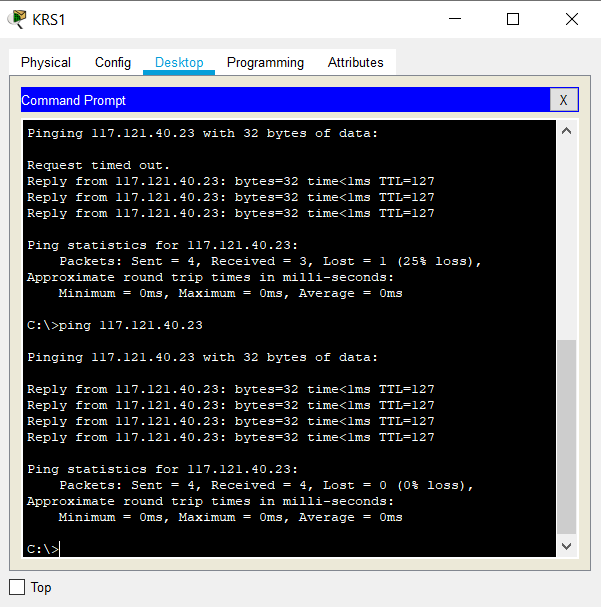 KRS1
Physical Config Desktop Programming Attributes
Command Prompt X
Pinging 117.121.40.23 with 32 bytes of data:
Request timed out.
Reply from 117.121.40.23: bytes=32 time<1ms TTL=127
Reply from 117.121.40.23: bytes=32 time<1ms TTL=127
Reply from 117.121.40.23: bytes=32 time<1ms TTL=127
Ping statistics for 117.121.40.23:
Packets: Sent = 4, Received = 3, Lost = 1 (25% loss),
Approximate round trip times in milli-seconds:
Minimum = 0ms, Maximum = 0ms, Average = 0ms
C:\>ping 117.121.40.23
Pinging 117.121.40.23 with 32 bytes of data:
Reply from 117.121.40.23: bytes=32 time<1ms TTL=127
Reply from 117.121.40.23: bytes=32 time<1ms TTL=127
Reply from 117.121.40.23: bytes=32 time<1ms TTL=127
Reply from 117.121.40.23: bytes=32 time<1ms TTL=127
Ping statistics for 117.121.40.23:
Packets: Sent = 4, Received = 4, Lost = 0 (0% loss),
Approximate round trip times in milli-seconds:
Minimum = 0ms, Maximum = 0ms, Average = 0ms
C:\>
Top